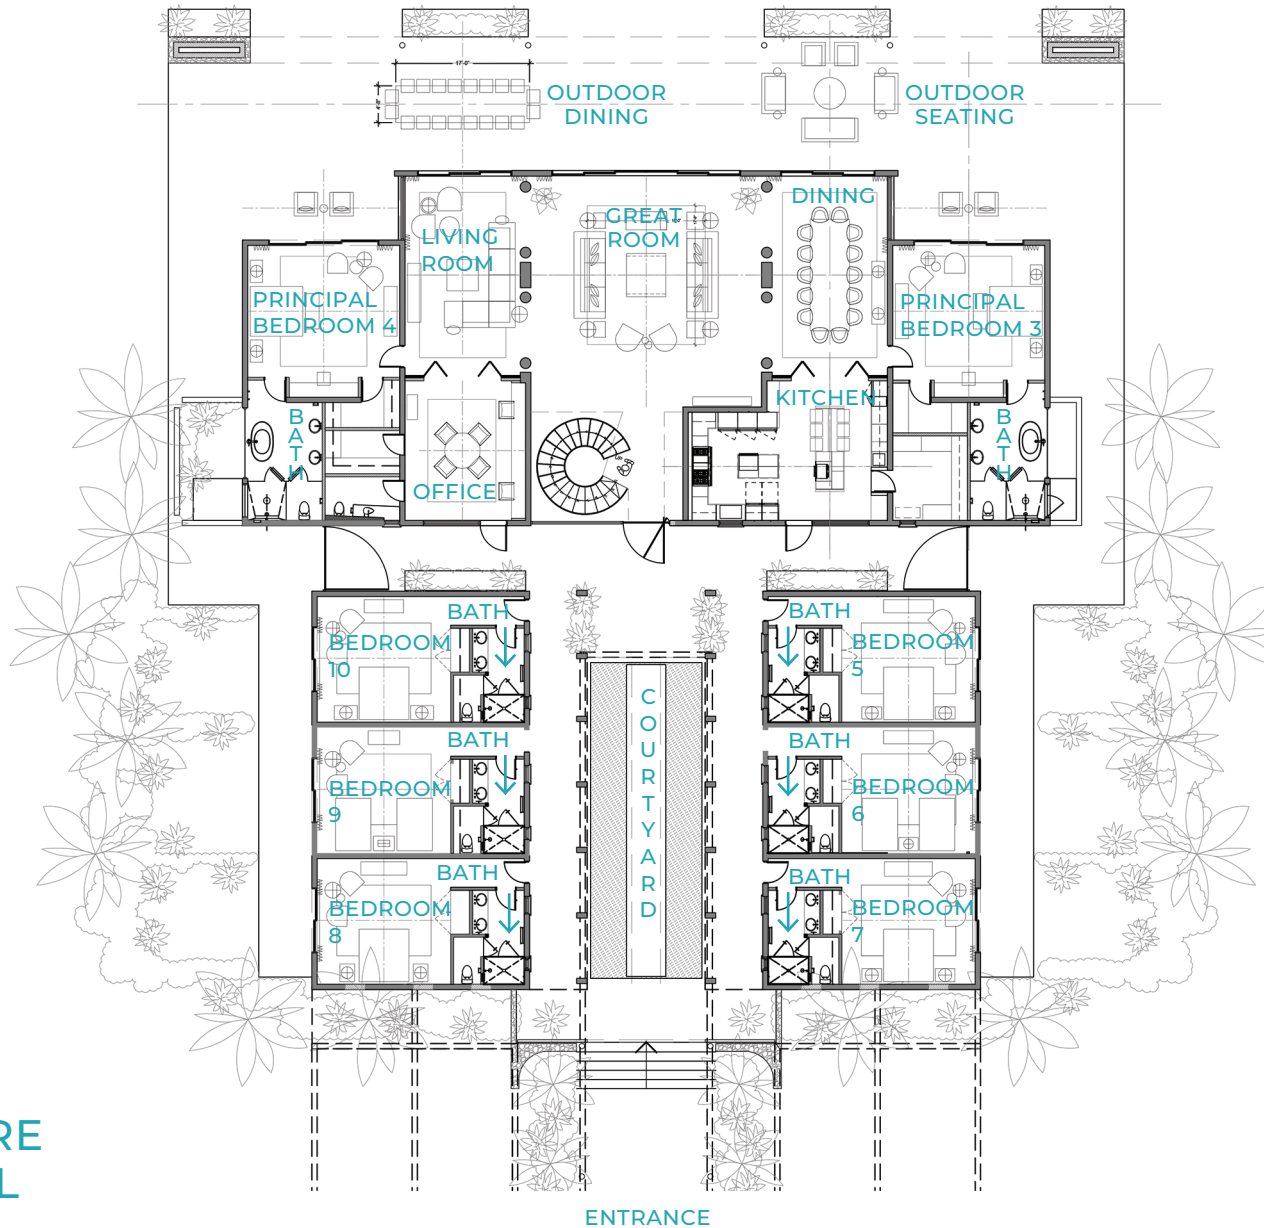 17'-0"
OUTDOOR
DINING
OUTDOOR
SEATING
DINING
GREAT
ROOM
LIVING
ROOM
PRINCIPAL
BEDROOM 4
PRINCIPAL
BEDROOM 3
KITCHEN
BATH
BATH
OFFICE
BATH
BEDROOM
10
BATH
BEDROOM
5
COURTYARD
BATH
BEDROOM
9
BATH
BEDROOM
6
BATH
BEDROOM
8
BATH
BEDROOM
7
RE
L
ENTRANCE